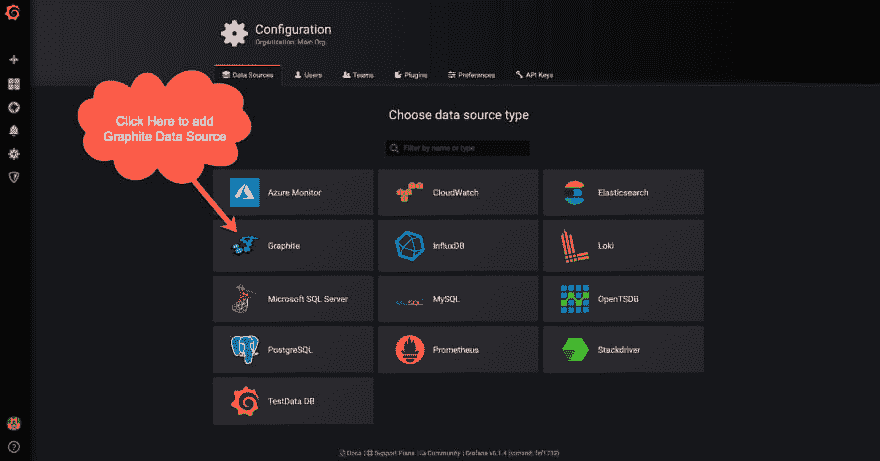 Configuration
Organization: Main Org.
Data Sources
Users
Teams
Plugins
Preferences
API Keys
Click Here to add
Graphite Data Source
Choose data source type
Filter by name or type
Azure Monitor
CloudWatch
Elasticsearch
Graphite
InfluxDB
Loki
Microsoft SQL Server
MySQL
MySQL
OpenTSDB
PostgreSQL
Prometheus
Stackdriver
TestData DB
Docs | Support Plans | Community | Grafana v6.1.4